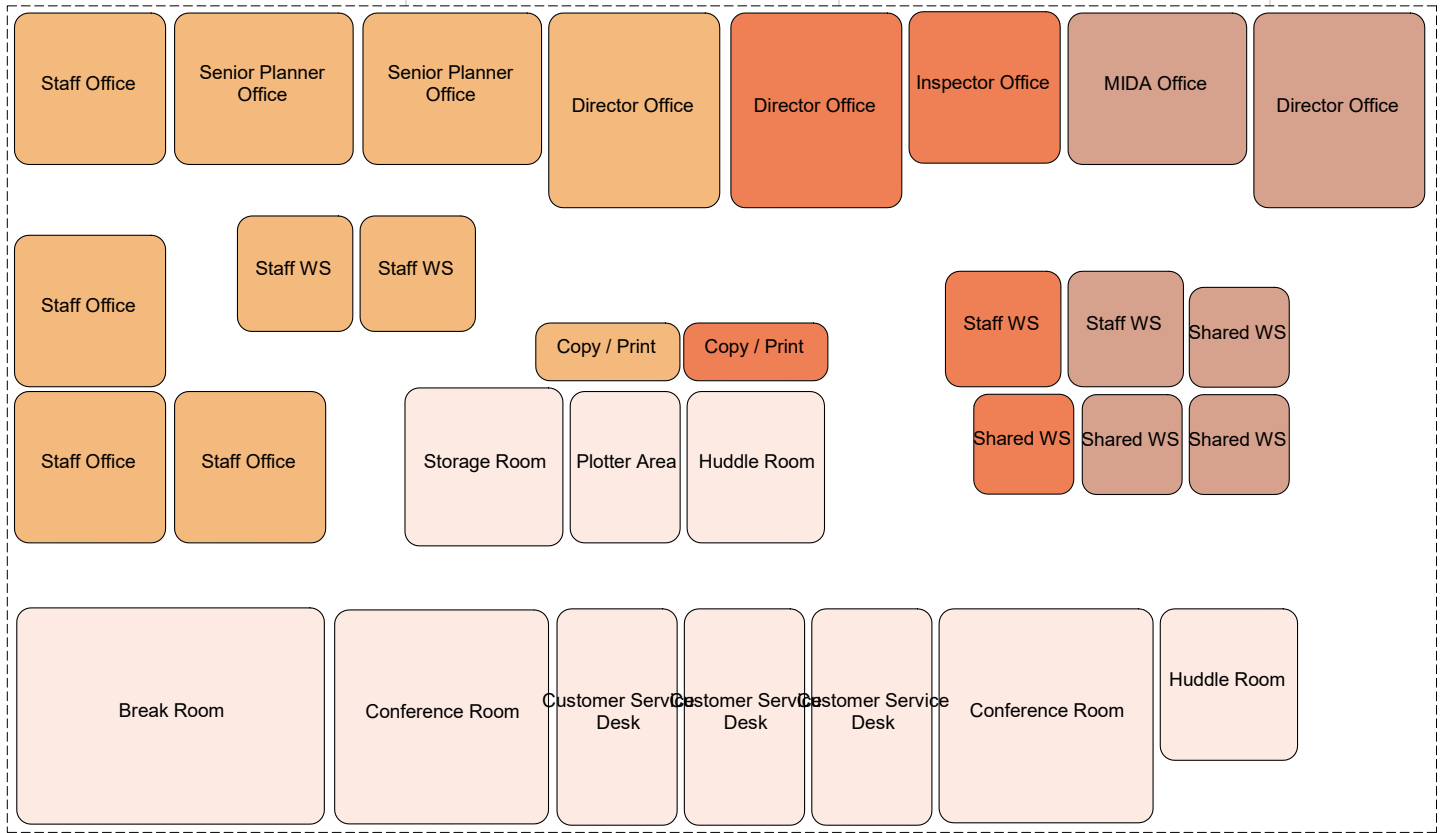 Staff Office
Senior Planner
Office
Senior Planner
Office
Director Office
Director Office
Inspector Office
MIDA Office
Director Office
Staff Office
Staff WS
Staff WS
Copy / Print
Copy / Print
Staff WS
Staff WS
Shared WS
Staff Office
Staff Office
Storage Room
Plotter Area
Huddle Room
Shared WS
Shared WS
Shared WS
Break Room
Conference Room
Customer Service
Desk
Customer Service
Desk
Customer Service
Desk
Conference Room
Huddle Room